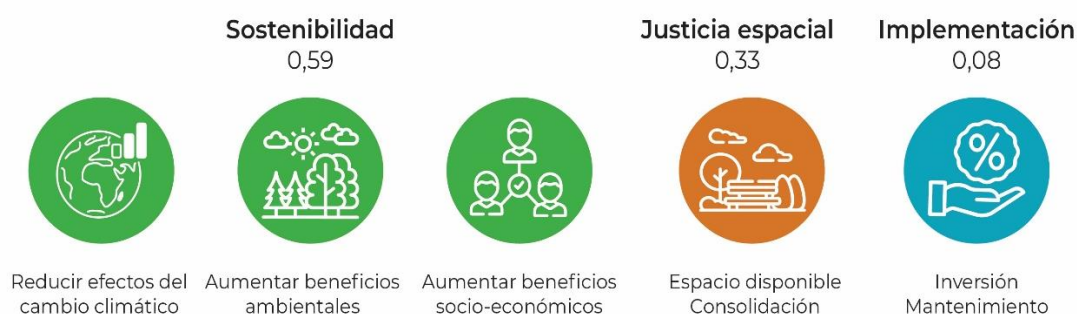 Sostenibilidad
0,59
Justicia espacial
0,33
Implementación
0,08
%
Reducir efectos del
cambio climático
Aumentar beneficios
ambientales
Aumentar beneficios
socio-económicos
Espacio disponible
Consolidación
Inversión
Mantenimiento